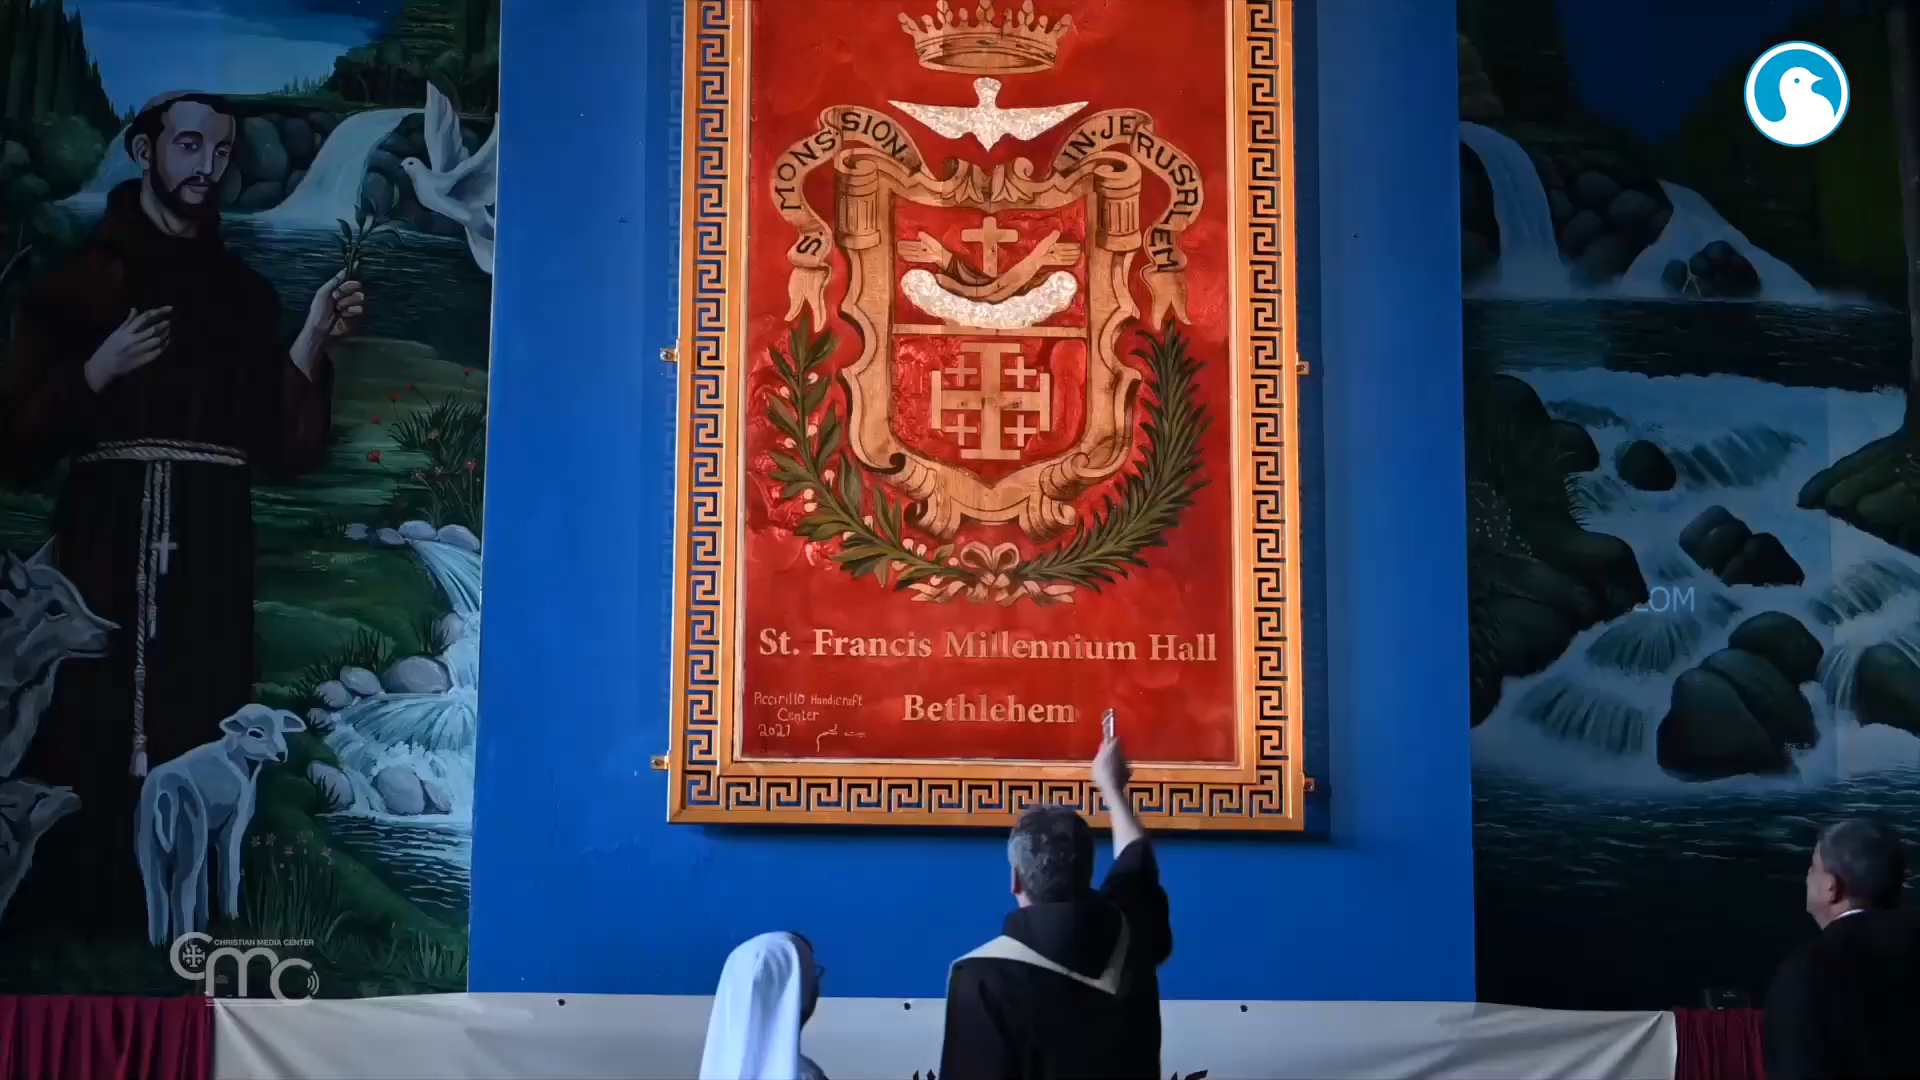 S. MONS SION. IN. JERUSALEM
St. Francis Millennium Hall
Bethlehem
Piccirillo Handicraft
Center
2021
CHRISTIAN MEDIA CENTER
cmc